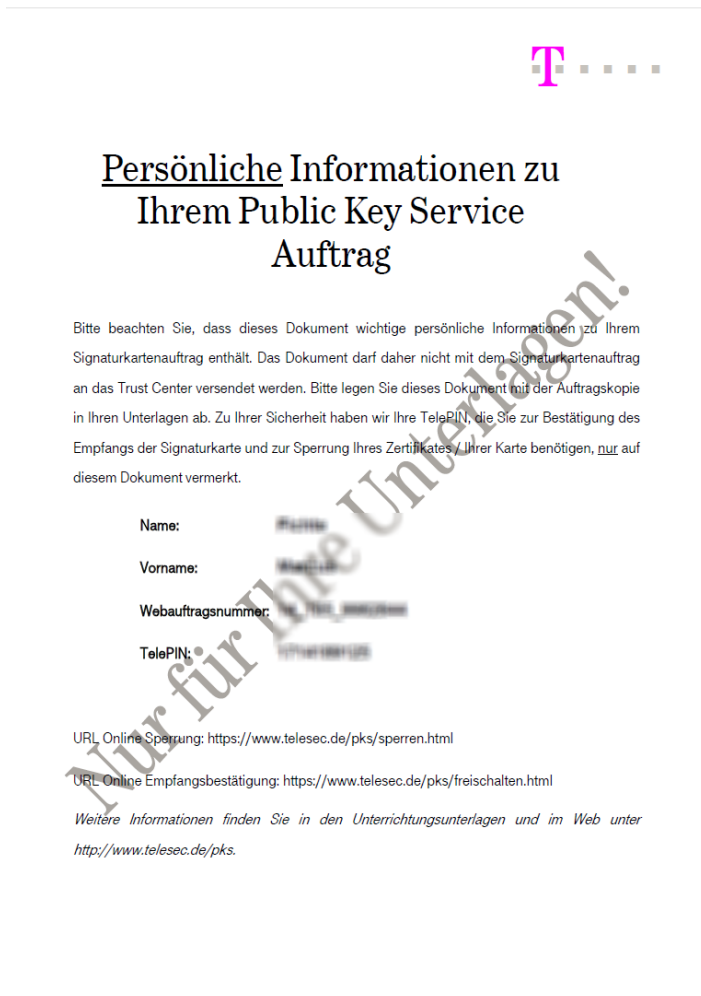 T
Persönliche Informationen zu
Ihrem Public Key Service
Auftrag
Bitte beachten Sie, dass dieses Dokument wichtige persönliche Informationen zu Ihrem
Signaturkartenauftrag enthält. Das Dokument darf daher nicht mit dem Signaturkartenauftrag
an das Trust Center versendet werden. Bitte legen Sie dieses Dokument mit der Auftragskopie
in Ihren Unterlagen ab. Zu Ihrer Sicherheit haben wir Ihre TelePIN, die Sie zur Bestätigung des
Empfangs der Signaturkarte und zur Sperrung Ihres Zertifikates / Ihrer Karte benötigen, nur auf
diesem Dokument vermerkt.
Name:
Vorname:
Webauftragsnummer:
TelePIN:
Nur für Ihre Unterlagen!
URL Online Sperrung: https://www.telesec.de/pks/sperren.html
URL Online Empfangsbestätigung: https://www.telesec.de/pks/freischalten.html
Weitere Informationen finden Sie in den Unterrichtungsunterlagen und im Web unter
http://www.telesec.de/pks.